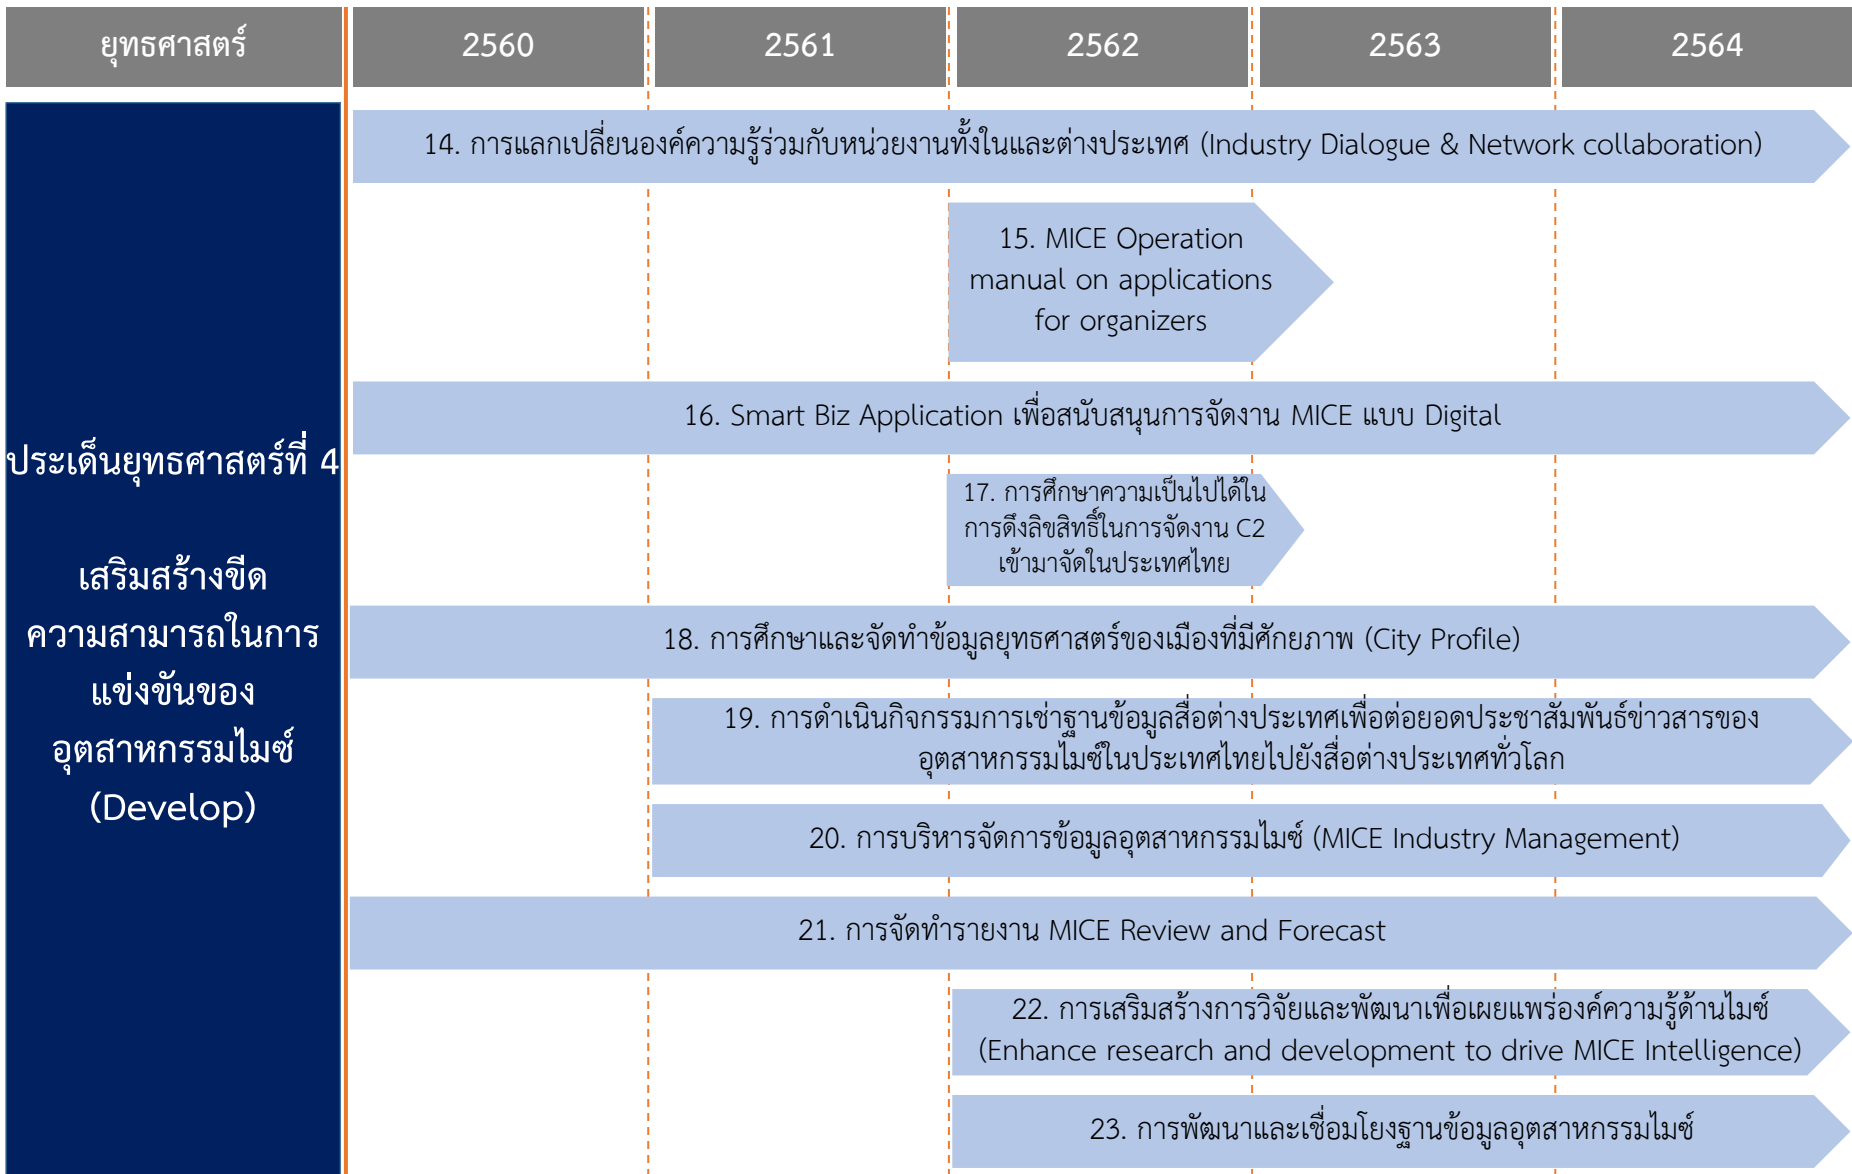 ยุทธศาสตร์
2560
2561
2562
2563
2564
ประเด็นยุทธศาสตร์ที่ 4
เสริมสร้างขีด
ความสามารถในการ
แข่งขันของ
อุตสาหกรรมไมซ์
(Develop)
14. การแลกเปลี่ยนองค์ความรู้ร่วมกับหน่วยงานทั้งในและต่างประเทศ (Industry Dialogue & Network collaboration)
15. MICE Operation
manual on applications
for organizers
16. Smart Biz Application เพื่อสนับสนุนการจัดงาน MICE แบบ Digital
17. การศึกษาความเป็นไปได้ใน
การดึงลิขสิทธิ์ในการจัดงาน C2
เข้ามาจัดในประเทศไทย
18. การศึกษาและจัดทำข้อมูลยุทธศาสตร์ของเมืองที่มีศักยภาพ (City Profile)
19. การดำเนินกิจกรรมการเช่าฐานข้อมูลสื่อต่างประเทศเพื่อต่อยอดประชาสัมพันธ์ข่าวสารของ
อุตสาหกรรมไมซ์ในประเทศไทยไปยังสื่อต่างประเทศทั่วโลก
20. การบริหารจัดการข้อมูลอุตสาหกรรมไมซ์ (MICE Industry Management)
21. การจัดทำรายงาน MICE Review and Forecast
22. การเสริมสร้างการวิจัยและพัฒนาเพื่อเผยแพร่องค์ความรู้ด้านไมซ์
(Enhance research and development to drive MICE Intelligence)
23. การพัฒนาและเชื่อมโยงฐานข้อมูลอุตสาหกรรมไมซ์